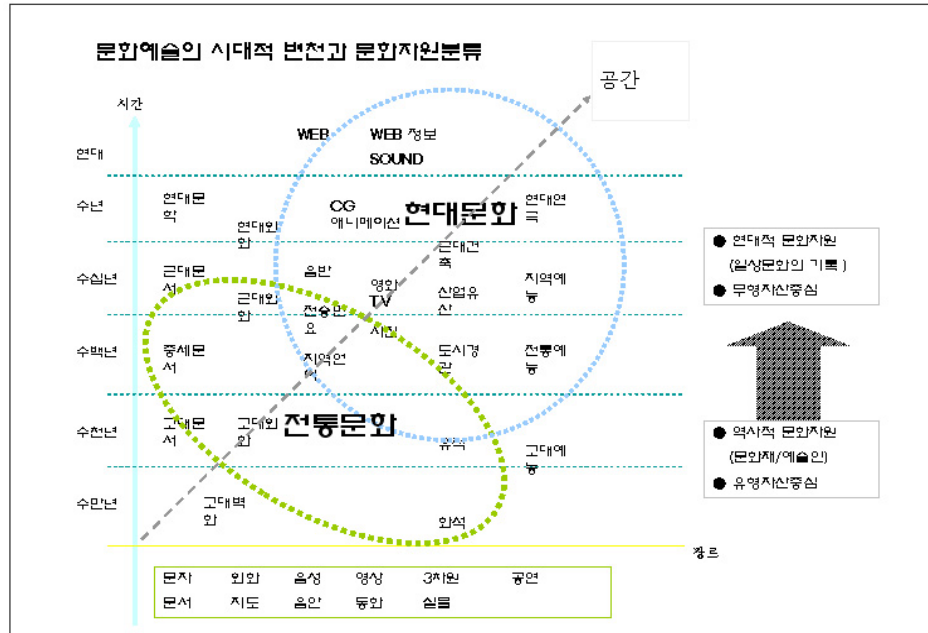 문화예술의 시대적 변천과 문화자원분류
공간
시간
WEB
WEB 정보
SOUND
현대
수년
현대문
학
현대회
화
CG
애니메이션
현대문화
현대연
극
수십년
근대문
서
근대회
화
음반
영화
TV
근대건
축
산업유
산
지역예
능
전승민
요
사진
수백년
중세문
서
지역언
어
도시경
관
전통예
능
수천년
고대문
서
고대회
화
전통문화
유적
고대예
능
수만년
고대벽
화
화석
장르
문자
회화
음성
영상
3차원
공연
문서
지도
음악
동화
실물
● 현대적 문화자원
(일상문화의 기록)
● 무형자산중심
● 역사적 문화자원
(문화재/예술인)
● 유형자산중심